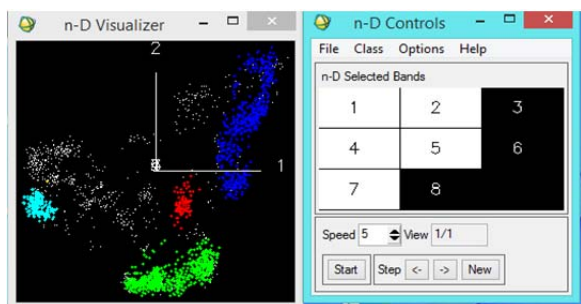 n-D Visualizer
2
1
n-D Controls
File Class Options Help
n-D Selected Bands
1 2 3
4 5 6
7 8
Speed 5 View 1/1
Start Step <- -> New